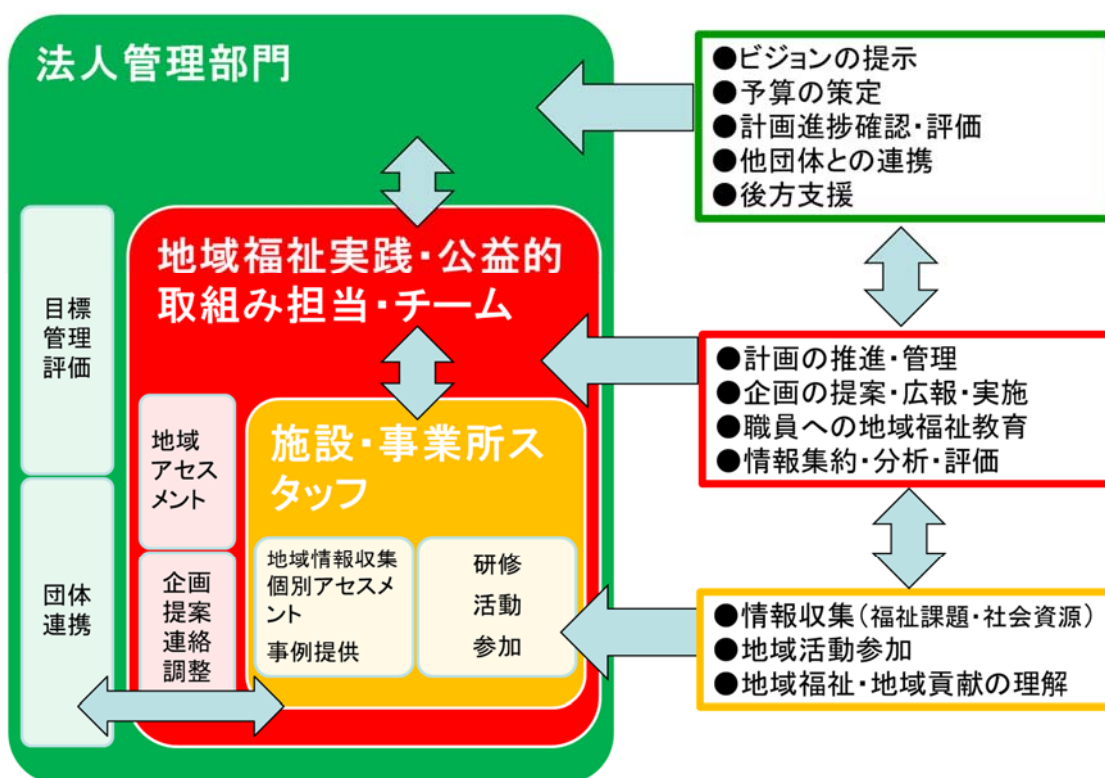 法人管理部門
●ビジョンの提示
●予算の策定
●計画進捗確認・評価
●他団体との連携
●後方支援
目標
管理
評価
団体
連携
地域福祉実践・公益的
取組み担当・チーム
●計画の推進・管理
●企画の提案・広報・実施
●職員への地域福祉教育
●情報集約・分析・評価
地域
アセス
メント
企画
提案
連絡
調整
施設・事業所ス
タッフ
地域情報収集
個別アセスメ
ント
事例提供
研修
活動
参加
●情報収集（福祉課題・社会資源）
●地域活動参加
●地域福祉・地域貢献の理解